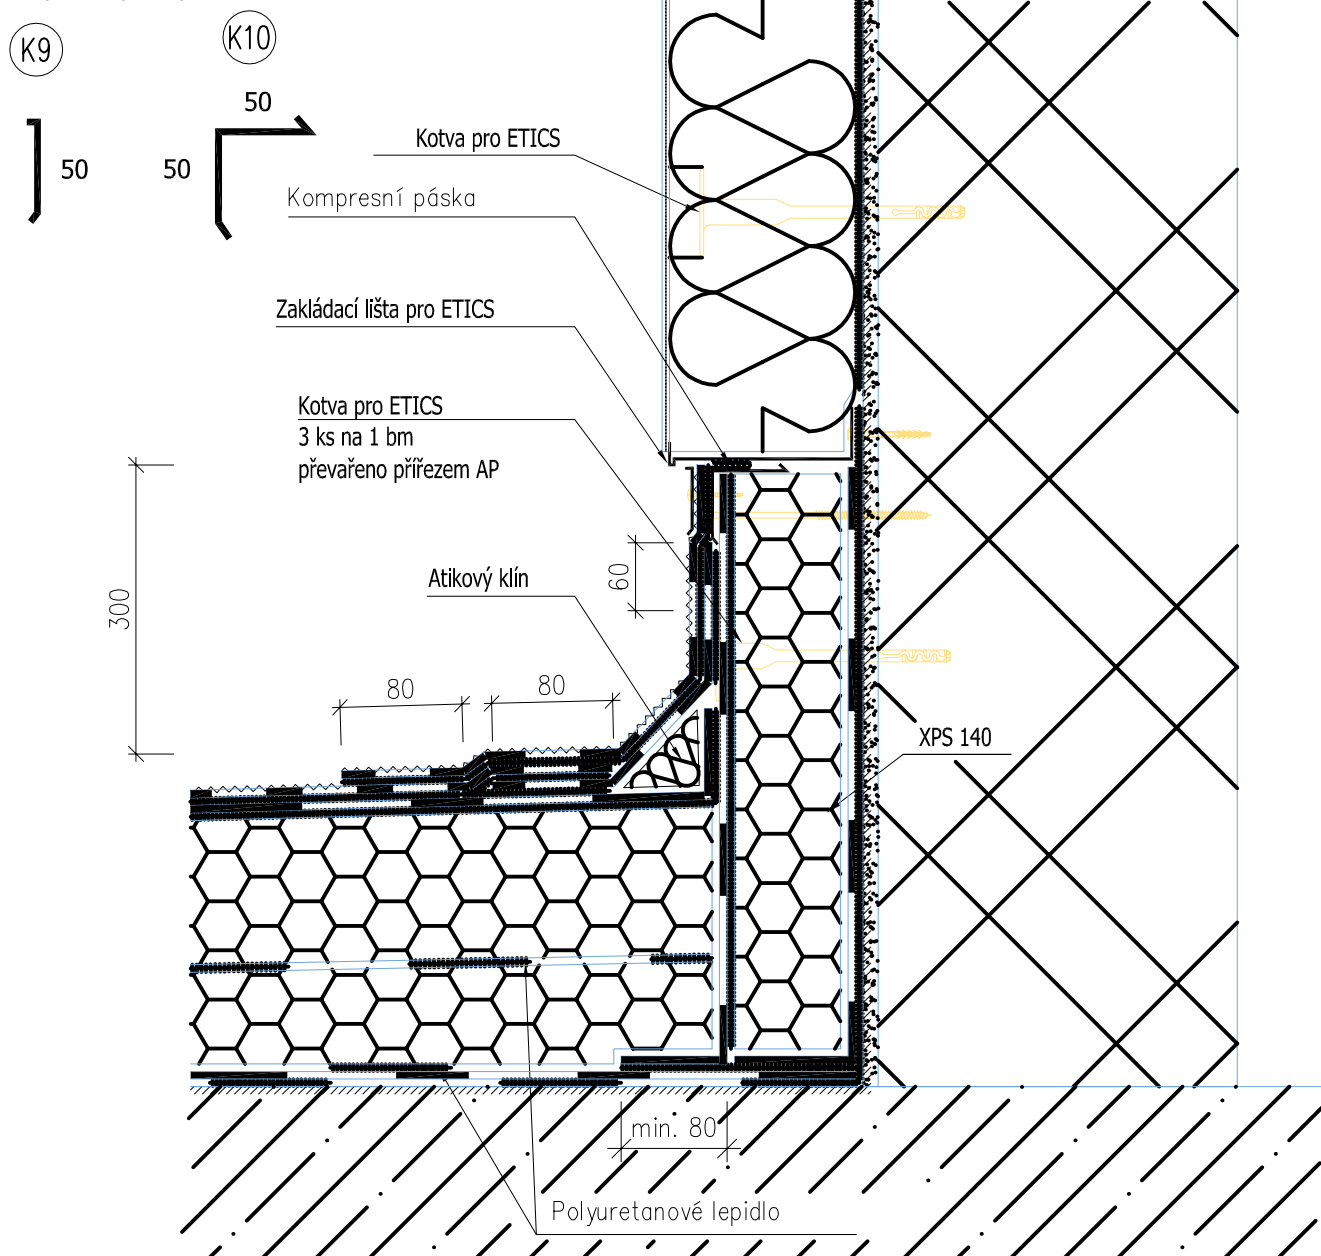 K9
K10
50
50
50
Kotva pro ETICS
Kompresní páska
Zakládací lišta pro ETICS
Kotva pro ETICS
3 ks na 1 bm
převařeno přířezem AP
300
60
Atikový klín
80
80
XPS 140
min. 80
Polyuretanové lepidlo